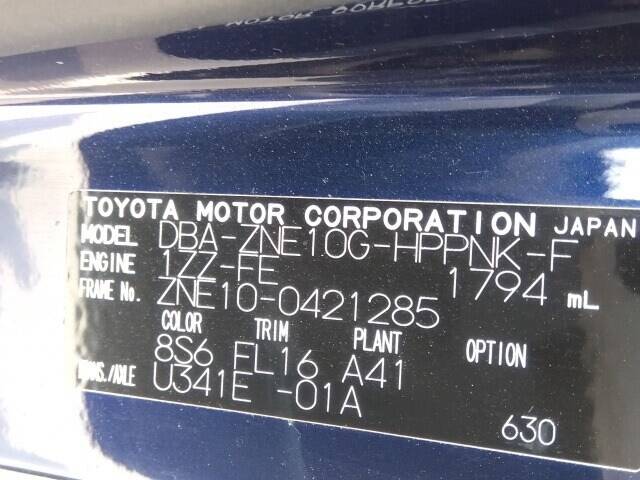 TOYOTA MOTOR CORPORATION JAPAN
MODEL DBA-ZNE10G-HPPNK-F
ENGINE 1ZZ-FE 1794 mL
FRAME No. ZNE10-0421285
COLOR TRIM PLANT OPTION
8S6 FL16 A41
/AXLE U341E -01A
630